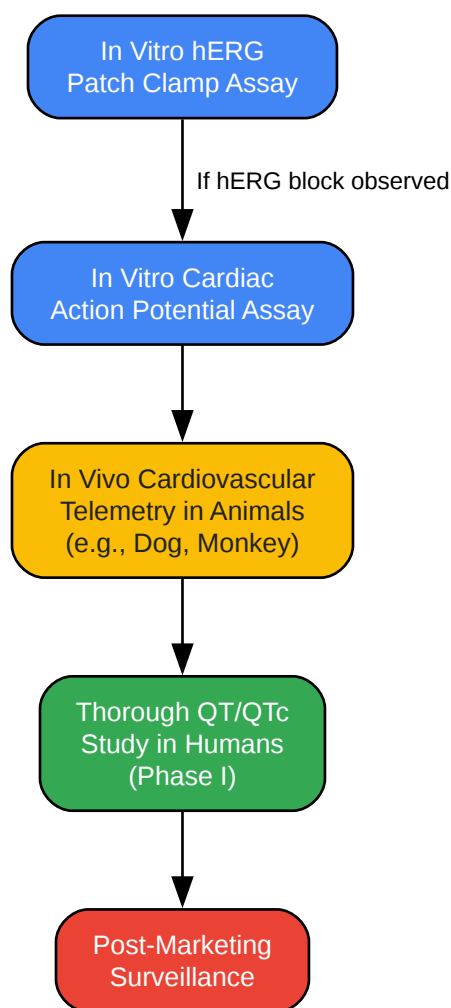 In Vitro hERG
Patch Clamp Assay
If hERG block observed
In Vitro Cardiac
Action Potential Assay
In Vivo Cardiovascular
Telemetry in Animals
(e.g., Dog, Monkey)
Thorough QT/QTc
Study in Humans
(Phase I)
Post-Marketing
Surveillance